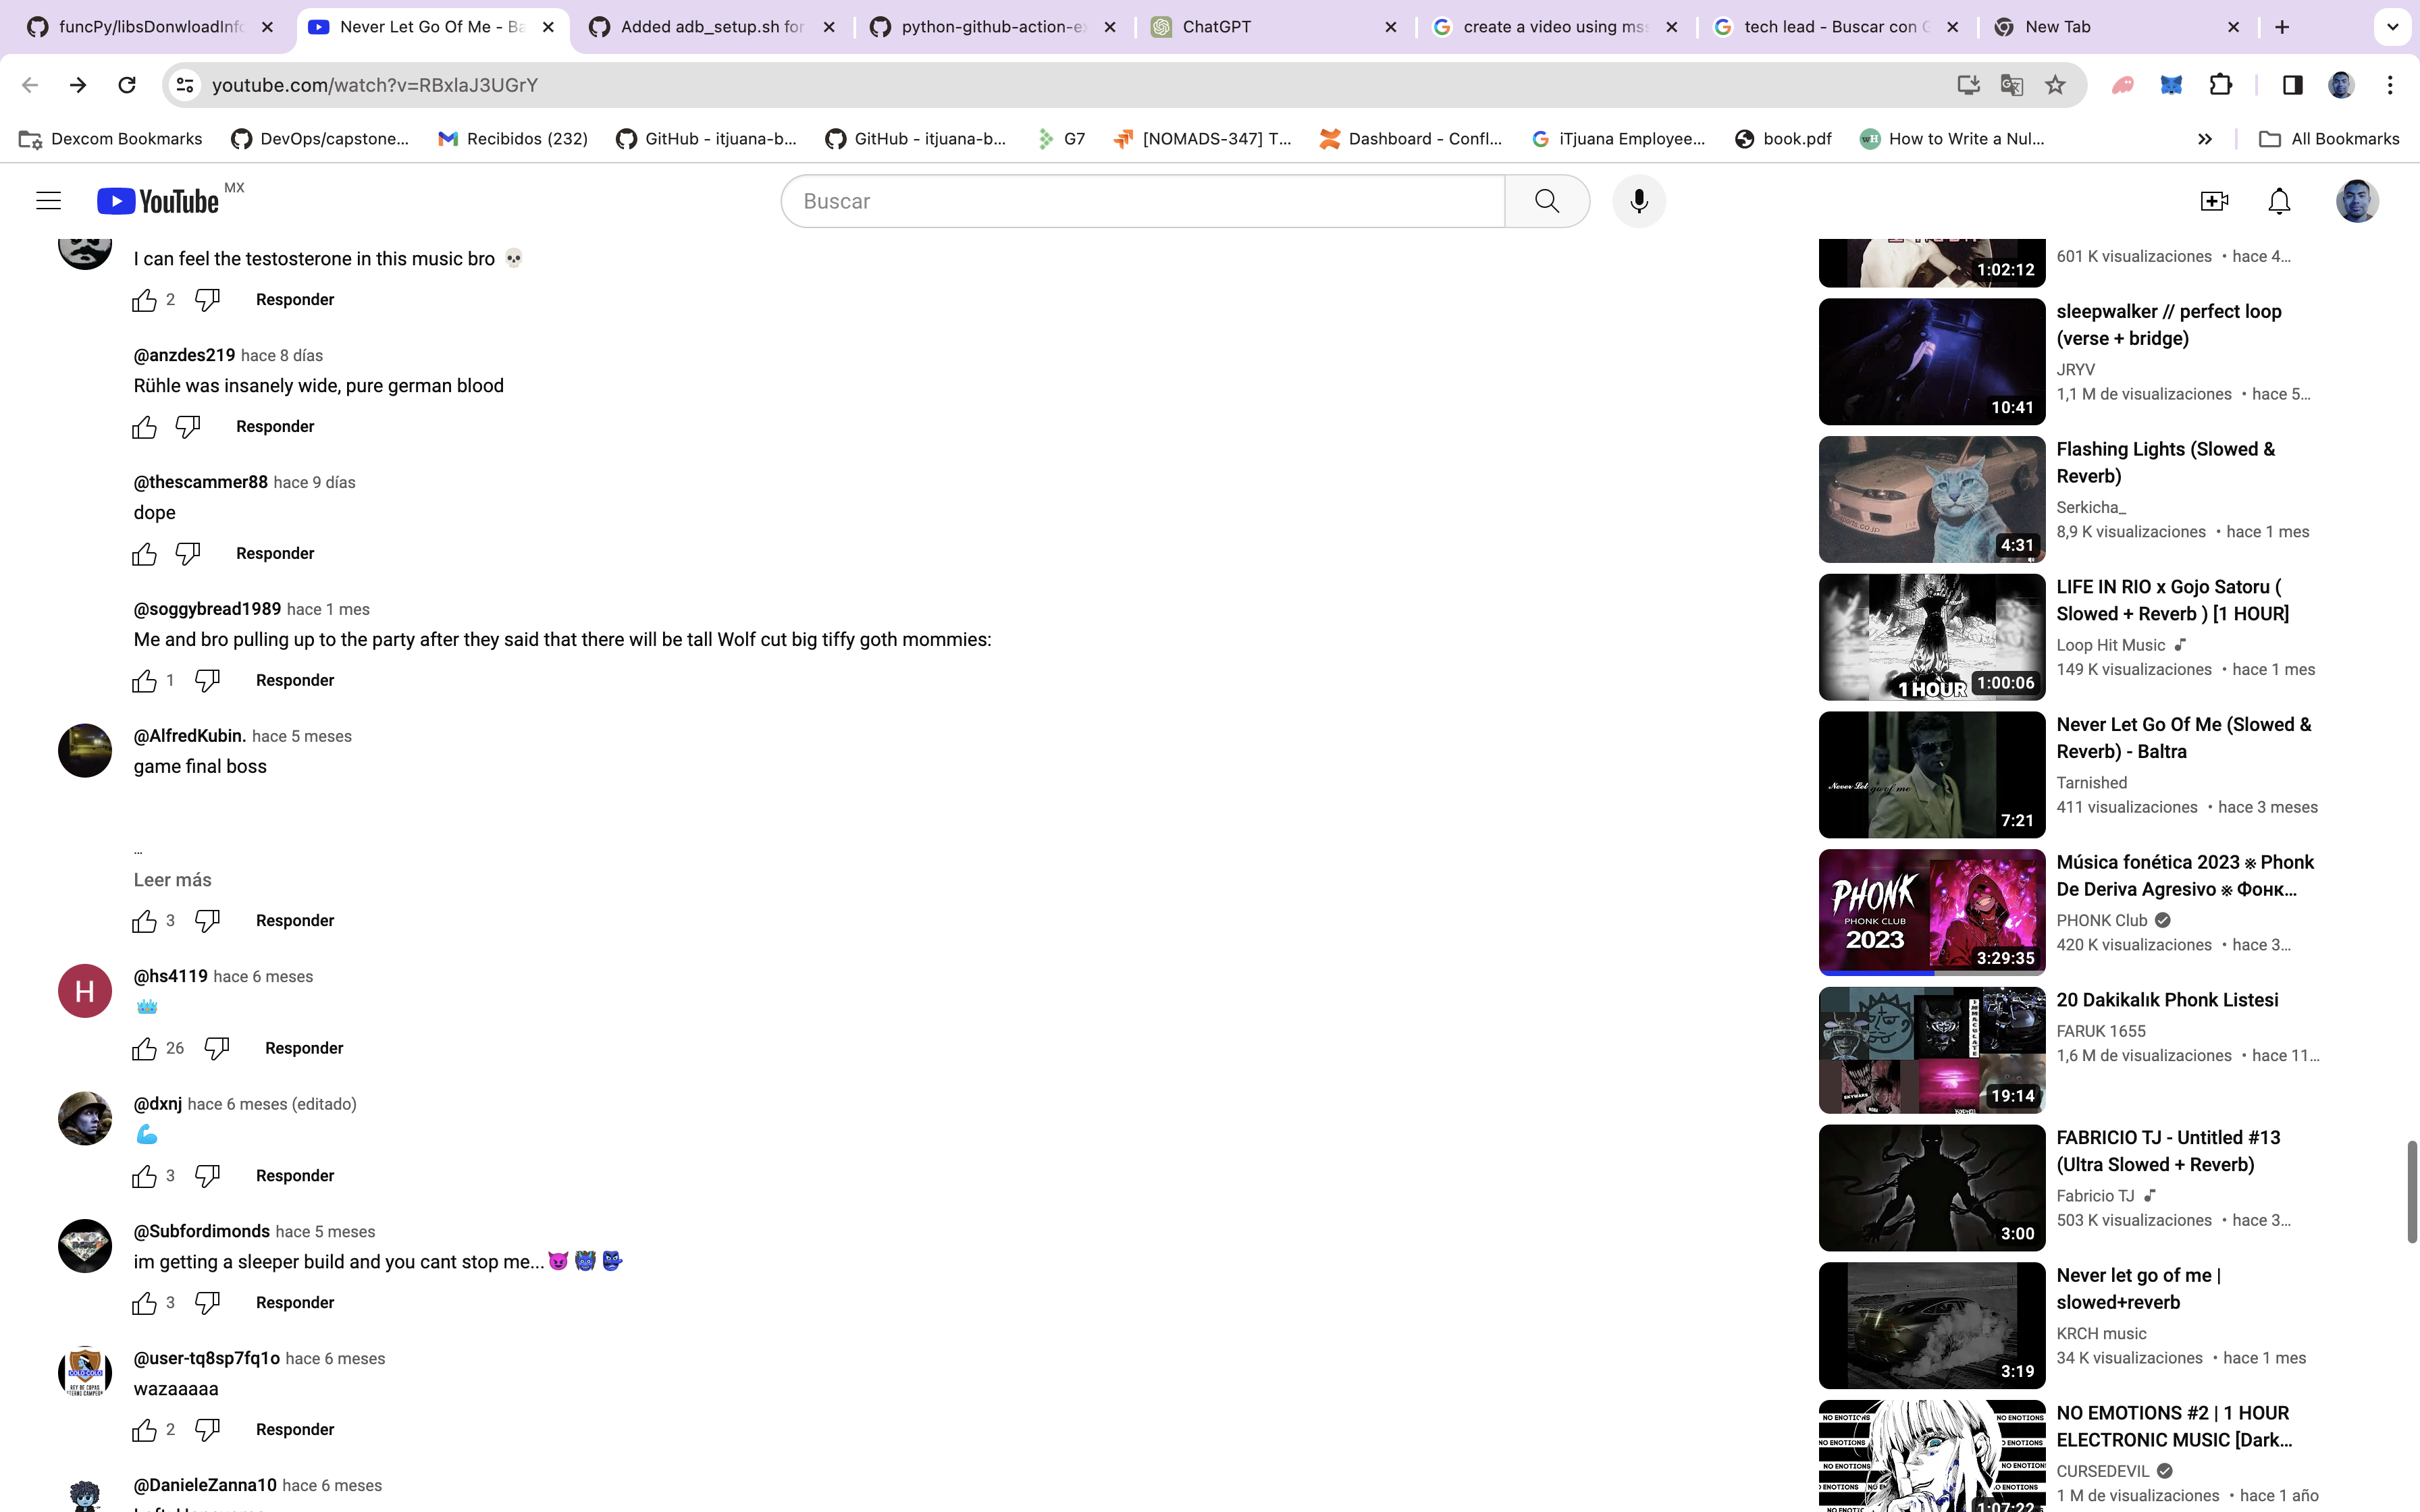 funcPy/libsDonwloadInfo
Never Let Go Of Me - Ba
Added adb_setup.sh for
python-github-action-ex
ChatGPT
create a video using mss
tech lead - Buscar con G
New Tab
youtube.com/watch?v=RBxlaJ3UGrY
Dexcom Bookmarks
DevOps/capstone...
Recibidos (232)
GitHub - itjuana-b...
GitHub - itjuana-b...
G7
[NOMADS-347] T...
Dashboard - Confl...
iTjuana Employee...
book.pdf
How to Write a Nul...
All Bookmarks
YouTube MX
Buscar
I can feel the testosterone in this music bro 💀
2 Responder
@anzdes219 hace 8 días
Rühle was insanely wide, pure german blood
Responder
@thescammer88 hace 9 días
dope
Responder
@soggybread1989 hace 1 mes
Me and bro pulling up to the party after they said that there will be tall Wolf cut big tiffy goth mommies:
1 Responder
@AlfredKubin. hace 5 meses
game final boss
...
Leer más
3 Responder
H
@hs4119 hace 6 meses
👑
26 Responder
@dxnj hace 6 meses (editado)
💪
3 Responder
@Subfordimonds hace 5 meses
im getting a sleeper build and you cant stop me...😈👹👺
3 Responder
@user-tq8sp7fq1o hace 6 meses
wazaaaaa
2 Responder
@DanieleZanna10 hace 6 meses
1:02:12
601 K visualizaciones • hace 4...
10:41
sleepwalker // perfect loop
(verse + bridge)
JRYV
1,1 M de visualizaciones • hace 5...
4:31
Flashing Lights (Slowed &
Reverb)
Serkicha_
8,9 K visualizaciones • hace 1 mes
1 HOUR
1:00:06
LIFE IN RIO x Gojo Satoru (
Slowed + Reverb ) [1 HOUR]
Loop Hit Music
149 K visualizaciones • hace 1 mes
Never Let go of me
7:21
Never Let Go Of Me (Slowed &
Reverb) - Baltra
Tarnished
411 visualizaciones • hace 3 meses
PHONK
PHONK CLUB
2023
3:29:35
Música fonética 2023 ※ Phonk
De Deriva Agresivo ※ Фонк...
PHONK Club
420 K visualizaciones • hace 3...
IMMACULATE
19:14
20 Dakikalık Phonk Listesi
FARUK 1655
1,6 M de visualizaciones • hace 11...
3:00
FABRICIO TJ - Untitled #13
(Ultra Slowed + Reverb)
Fabricio TJ
503 K visualizaciones • hace 3...
3:19
Never let go of me |
slowed+reverb
KRCH music
34 K visualizaciones • hace 1 mes
NO EMOTIONS
1:07:22
NO EMOTIONS #2 | 1 HOUR
ELECTRONIC MUSIC [Dark...
CURSEDEVIL
1 M de visualizaciones • hace 1 año